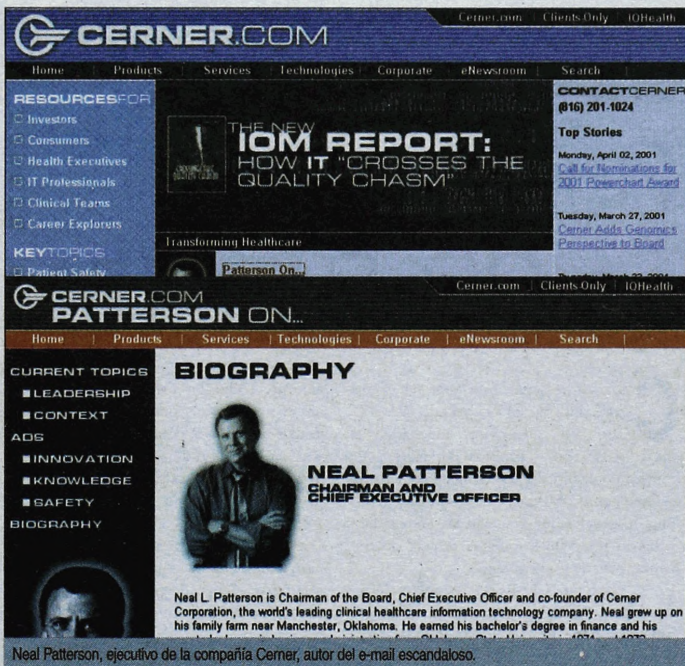 Cerner.com | Clients Only | IQHealth
CERNER.COM
Home | Products | Services | Technologies | Corporate | eNewsroom | Search
RESOURCESFOR
Investors
Consumers
Health Executives
IT Professionals
Clinical Teams
Career Explorers
KEYTOPICS
Patient Safety
THE NEW
IOM REPORT:
HOW IT "CROSSES THE
QUALITY CHASM"
Transforming Healthcare
Patterson On...
CONTACTCERNER
(816) 201-1024
Top Stories
Monday, April 02, 2001
Call for Nominations for
2001 Powerchart Award
Tuesday, March 27, 2001
Cerner Adds Genomics
Perspective to Board
Cerner.com | Clients Only | IQHealth
CERNER.COM
PATTERSON ON...
Home | Products | Services | Technologies | Corporate | eNewsroom | Search
CURRENT TOPICS
LEADERSHIP
CONTEXT
ADS
INNOVATION
KNOWLEDGE
SAFETY
BIOGRAPHY
BIOGRAPHY
NEAL PATTERSON
CHAIRMAN AND
CHIEF EXECUTIVE OFFICER
Neal L. Patterson is Chairman of the Board, Chief Executive Officer and co-founder of Cerner
Corporation, the world's leading clinical healthcare information technology company. Neal grew up on
his family farm near Manchester, Oklahoma. He earned his bachelor's degree in finance and his
Neal Patterson, ejecutivo de la compañía Cerner, autor del e-mail escandaloso.